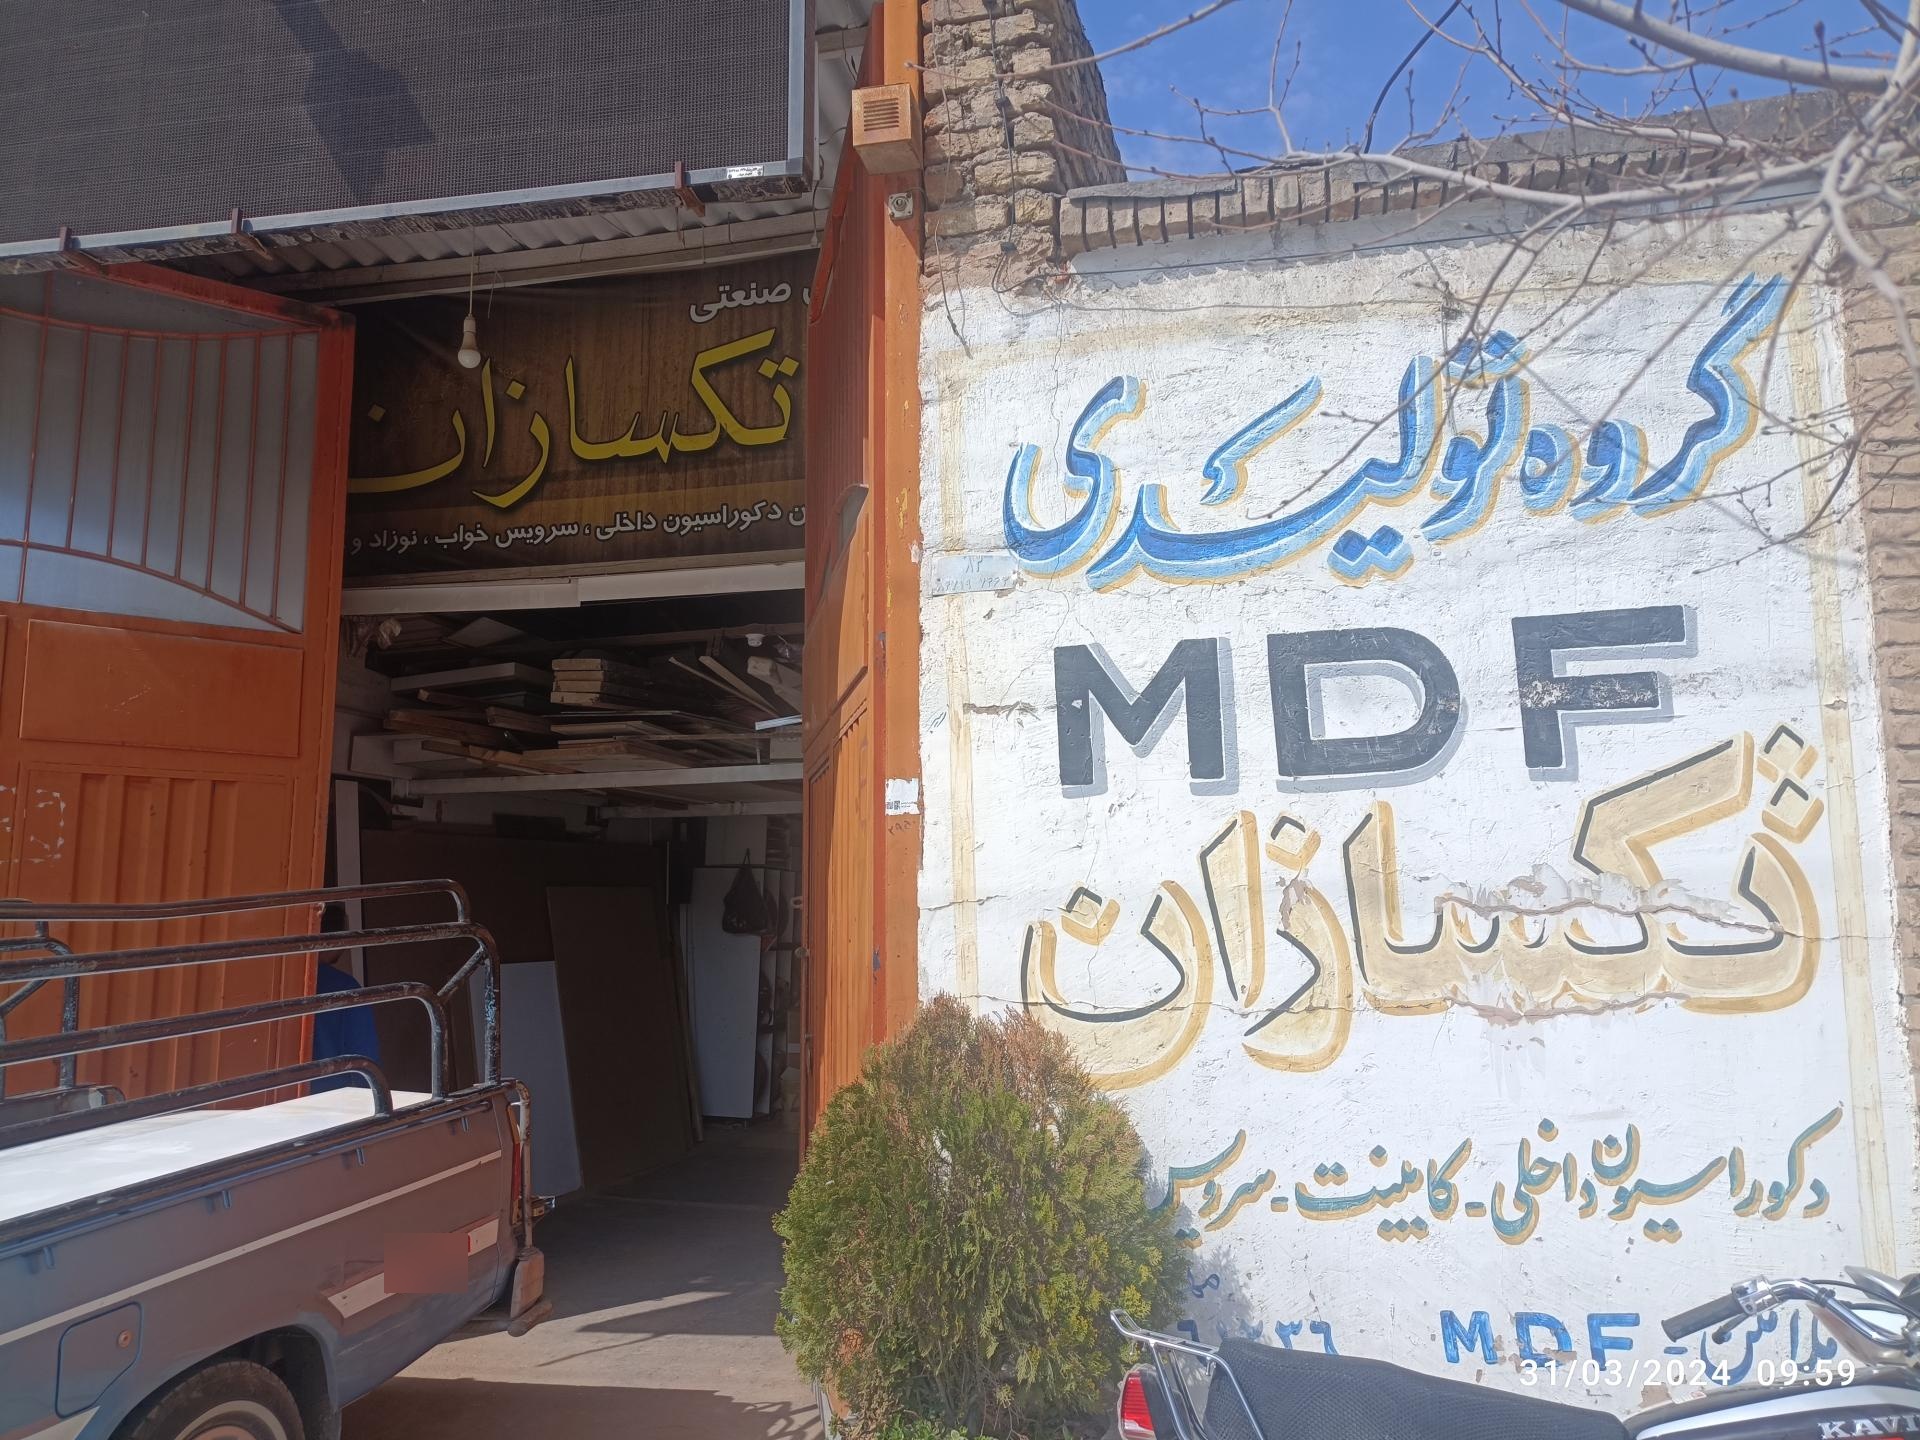 صنعتی
تکسازان
دکوراسیون داخلی ، سرویس خواب ، نوزاد و
گروه تولیدی
MDF
تکسازان
دکوراسیون داخلی - کابینت - سرویس
MDF
31/03/2024 09:59